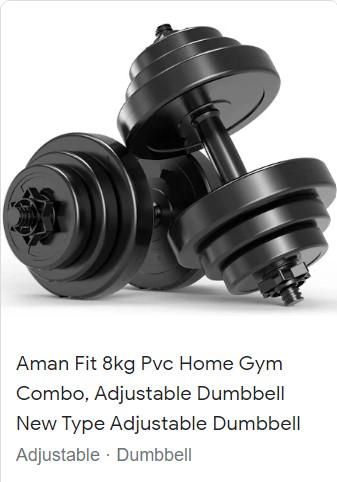 Aman Fit 8kg Pvc Home Gym
Combo, Adjustable Dumbbell
New Type Adjustable Dumbbell
Adjustable · Dumbbell